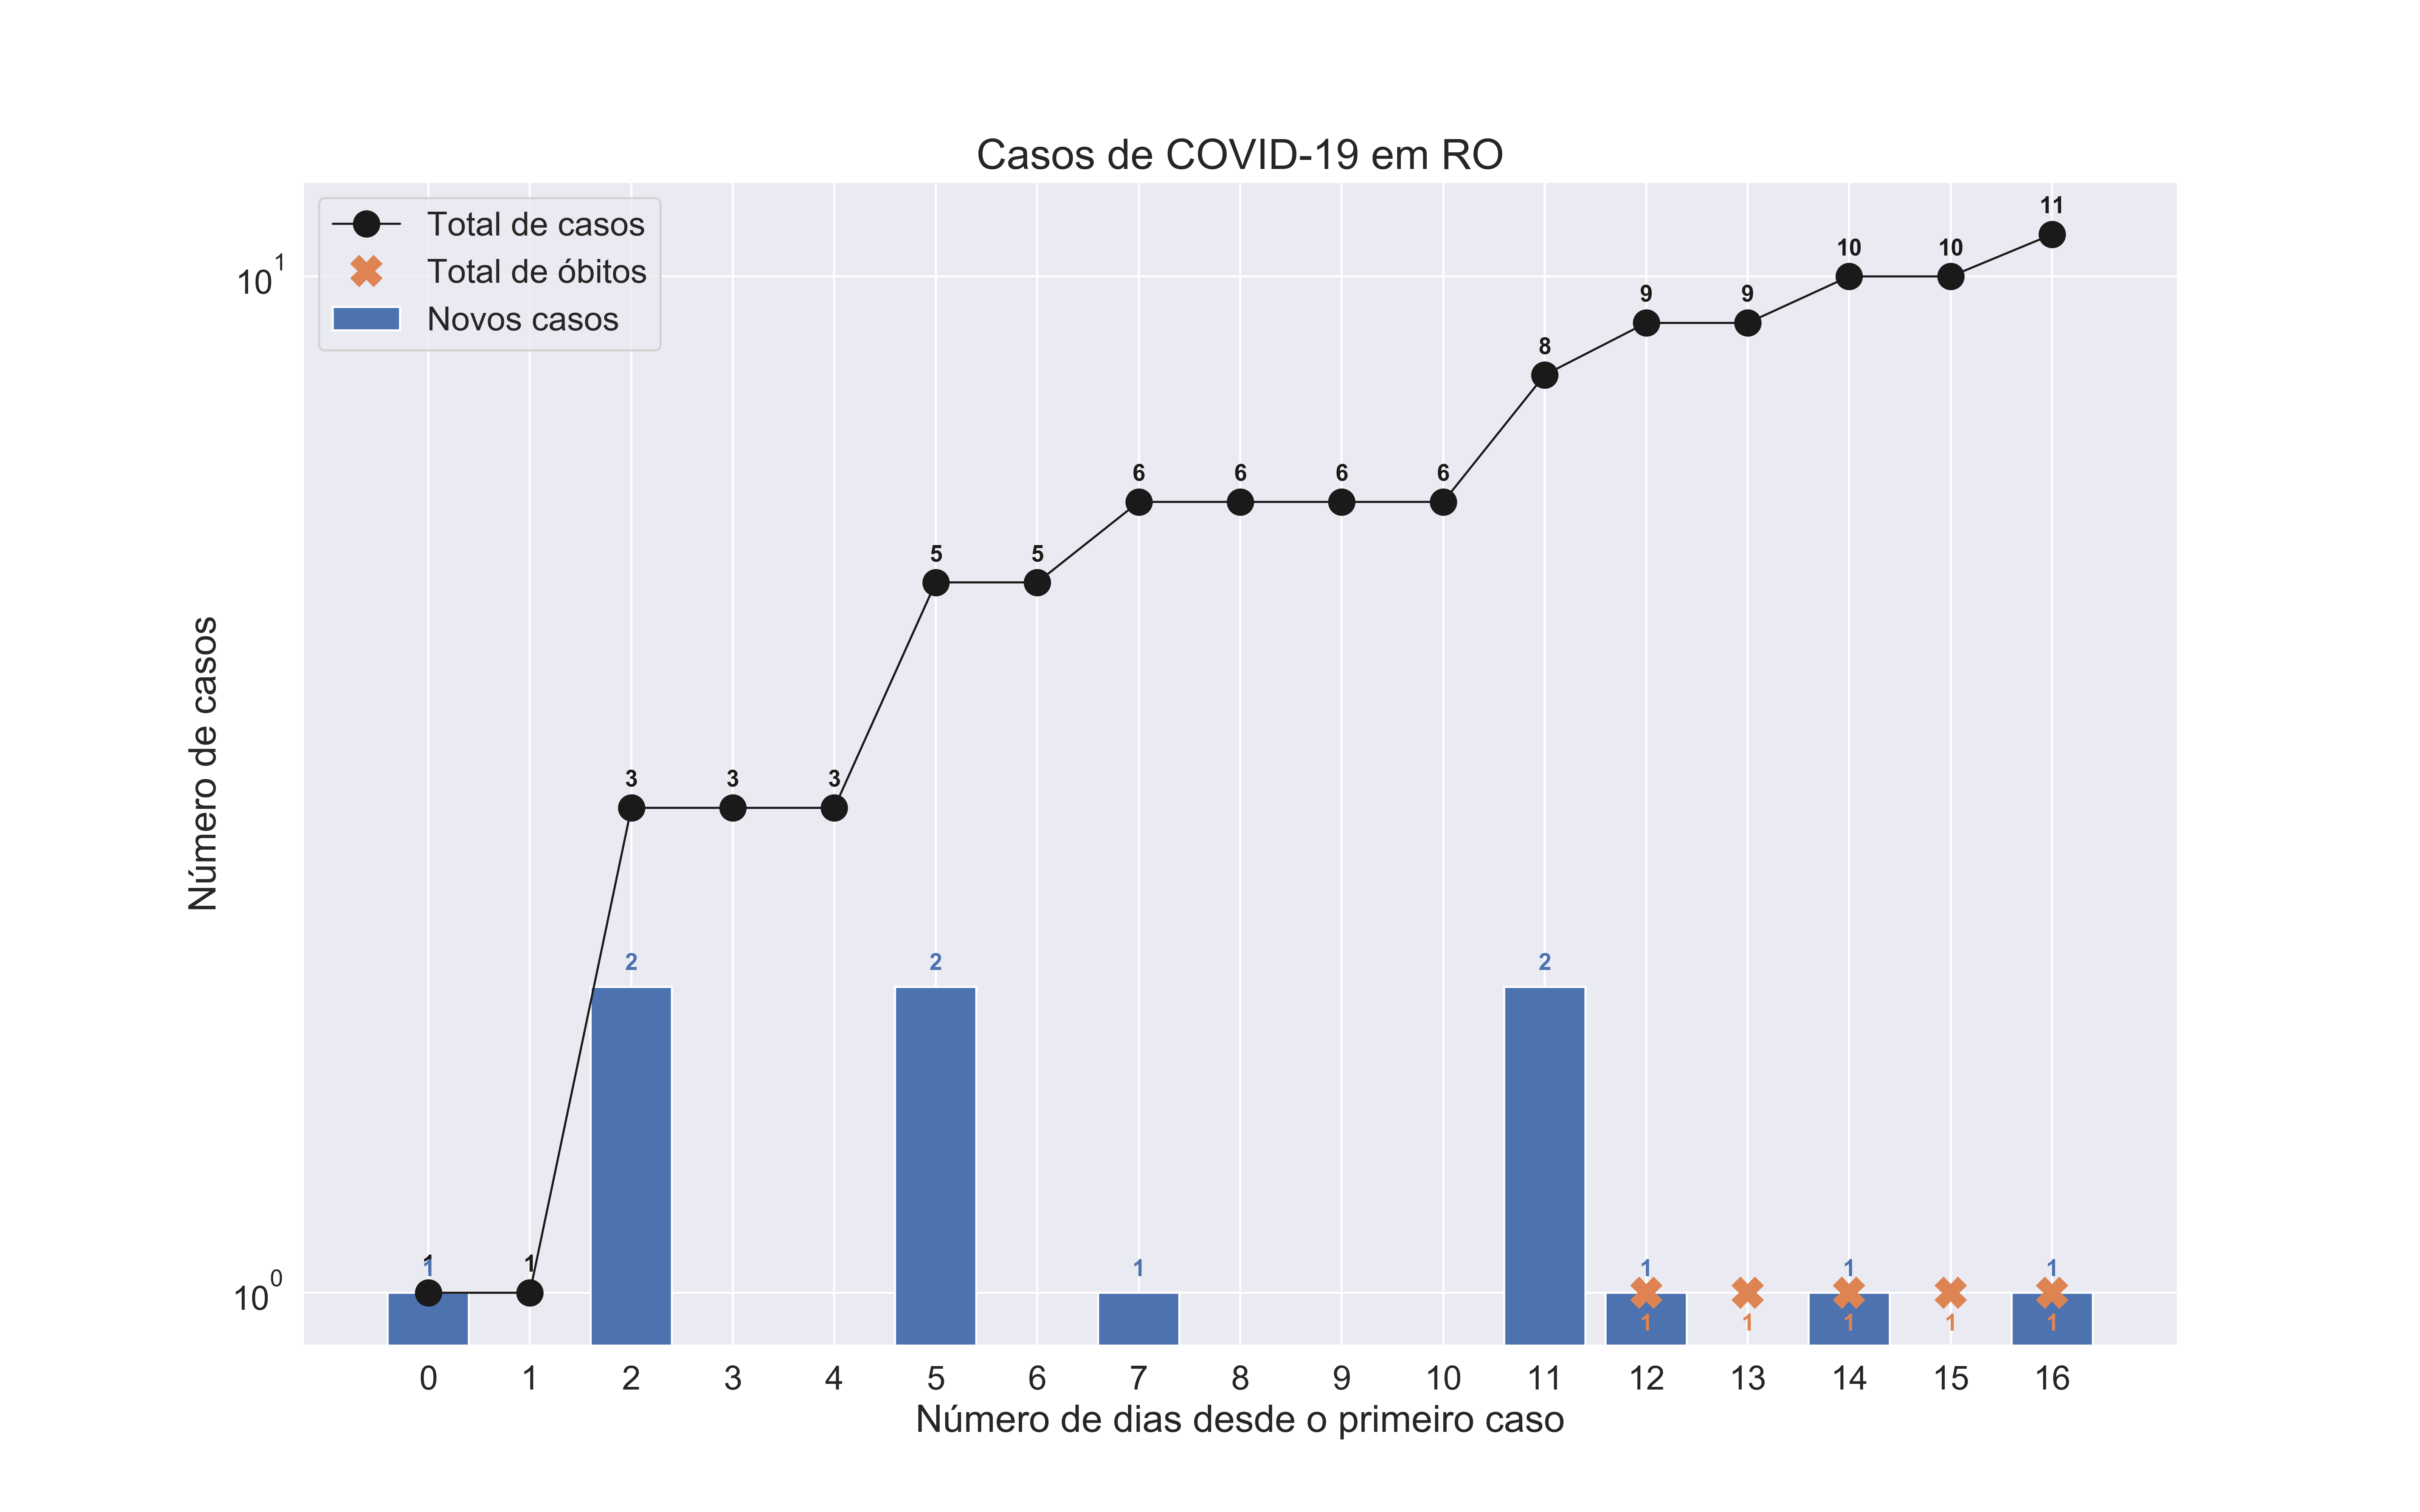 Casos de COVID-19 em RO
Total de casos
Total de óbitos
Novos casos
Número de casos
10^1
10^0
11
10 10
9 9
8
6 6 6 6
5 5
3 3 3
2 2 2
1 1
1 1 1 1 1
1 1 1 1 1
0 1 2 3 4 5 6 7 8 9 10 11 12 13 14 15 16
Número de dias desde o primeiro caso